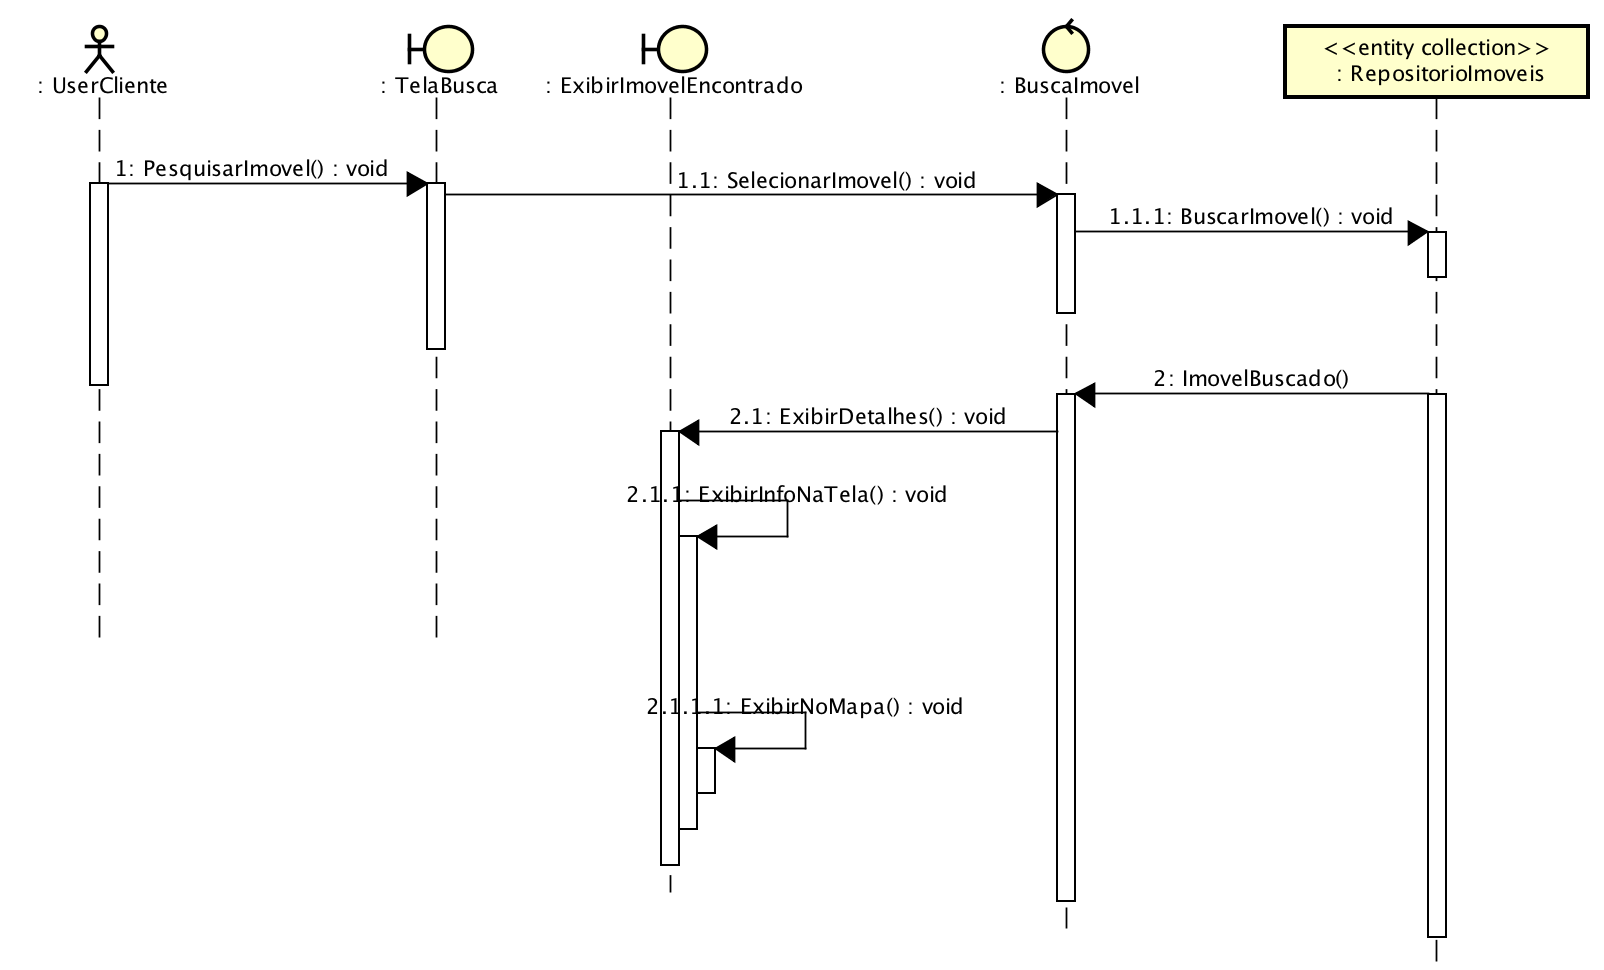 <<entity collection>>
: RepositorioImoveis
: UserCliente
: TelaBusca
: ExibirImovelEncontrado
: BuscaImovel
1: PesquisarImovel() : void
1.1: SelecionarImovel() : void
1.1.1: BuscarImovel() : void
2: ImovelBuscado()
2.1: ExibirDetalhes() : void
2.1.1: ExibirInfoNaTela() : void
2.1.1.1: ExibirNoMapa() : void